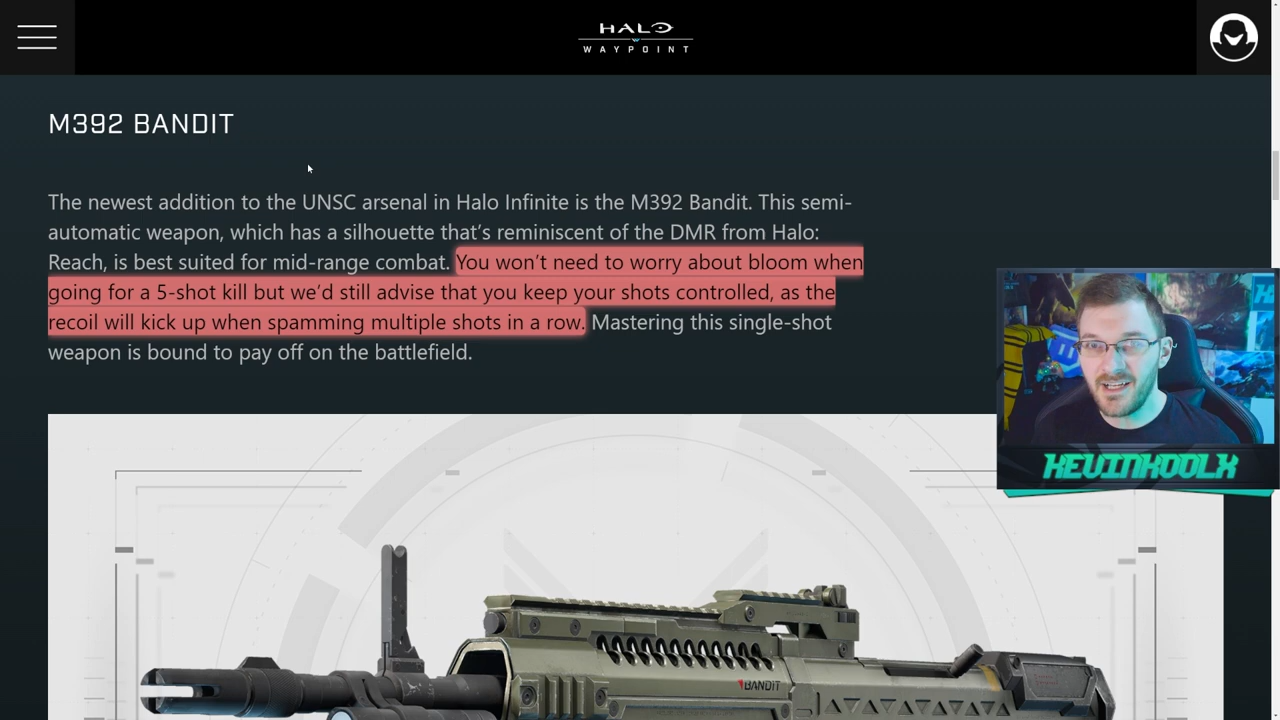 HALO
WAYPOINT
M392 BANDIT
The newest addition to the UNSC arsenal in Halo Infinite is the M392 Bandit. This semi-
automatic weapon, which has a silhouette that's reminiscent of the DMR from Halo:
Reach, is best suited for mid-range combat. You won't need to worry about bloom when
going for a 5-shot kill but we'd still advise that you keep your shots controlled, as the
recoil will kick up when spamming multiple shots in a row. Mastering this single-shot
weapon is bound to pay off on the battlefield.
KEVINKOOLX
BANDIT